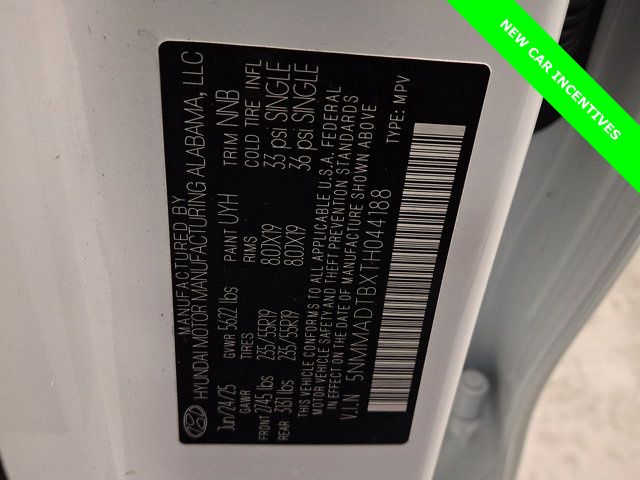 NEW CAR INCENTIVES
MANUFACTURED BY
HYUNDAI MOTOR MANUFACTURING ALABAMA, LLC
Jun/24/25 GVWR 5622 lbs PAINT UYH TRIM NNB
GAWR TIRES RIMS COLD TIRE INFL
FRONT 2745 lbs 235/55R19 8.0JX19 33 psi SINGLE
REAR 3131 lbs 235/55R19 8.0JX19 36 psi SINGLE
THIS VEHICLE CONFORMS TO ALL APPLICABLE U.S.A. FEDERAL
MOTOR VEHICLE SAFETY AND THEFT PREVENTION STANDARDS
IN EFFECT ON THE DATE OF MANUFACTURE SHOWN ABOVE
V.I.N 5NMMADTBXTH044188 TYPE: MPV